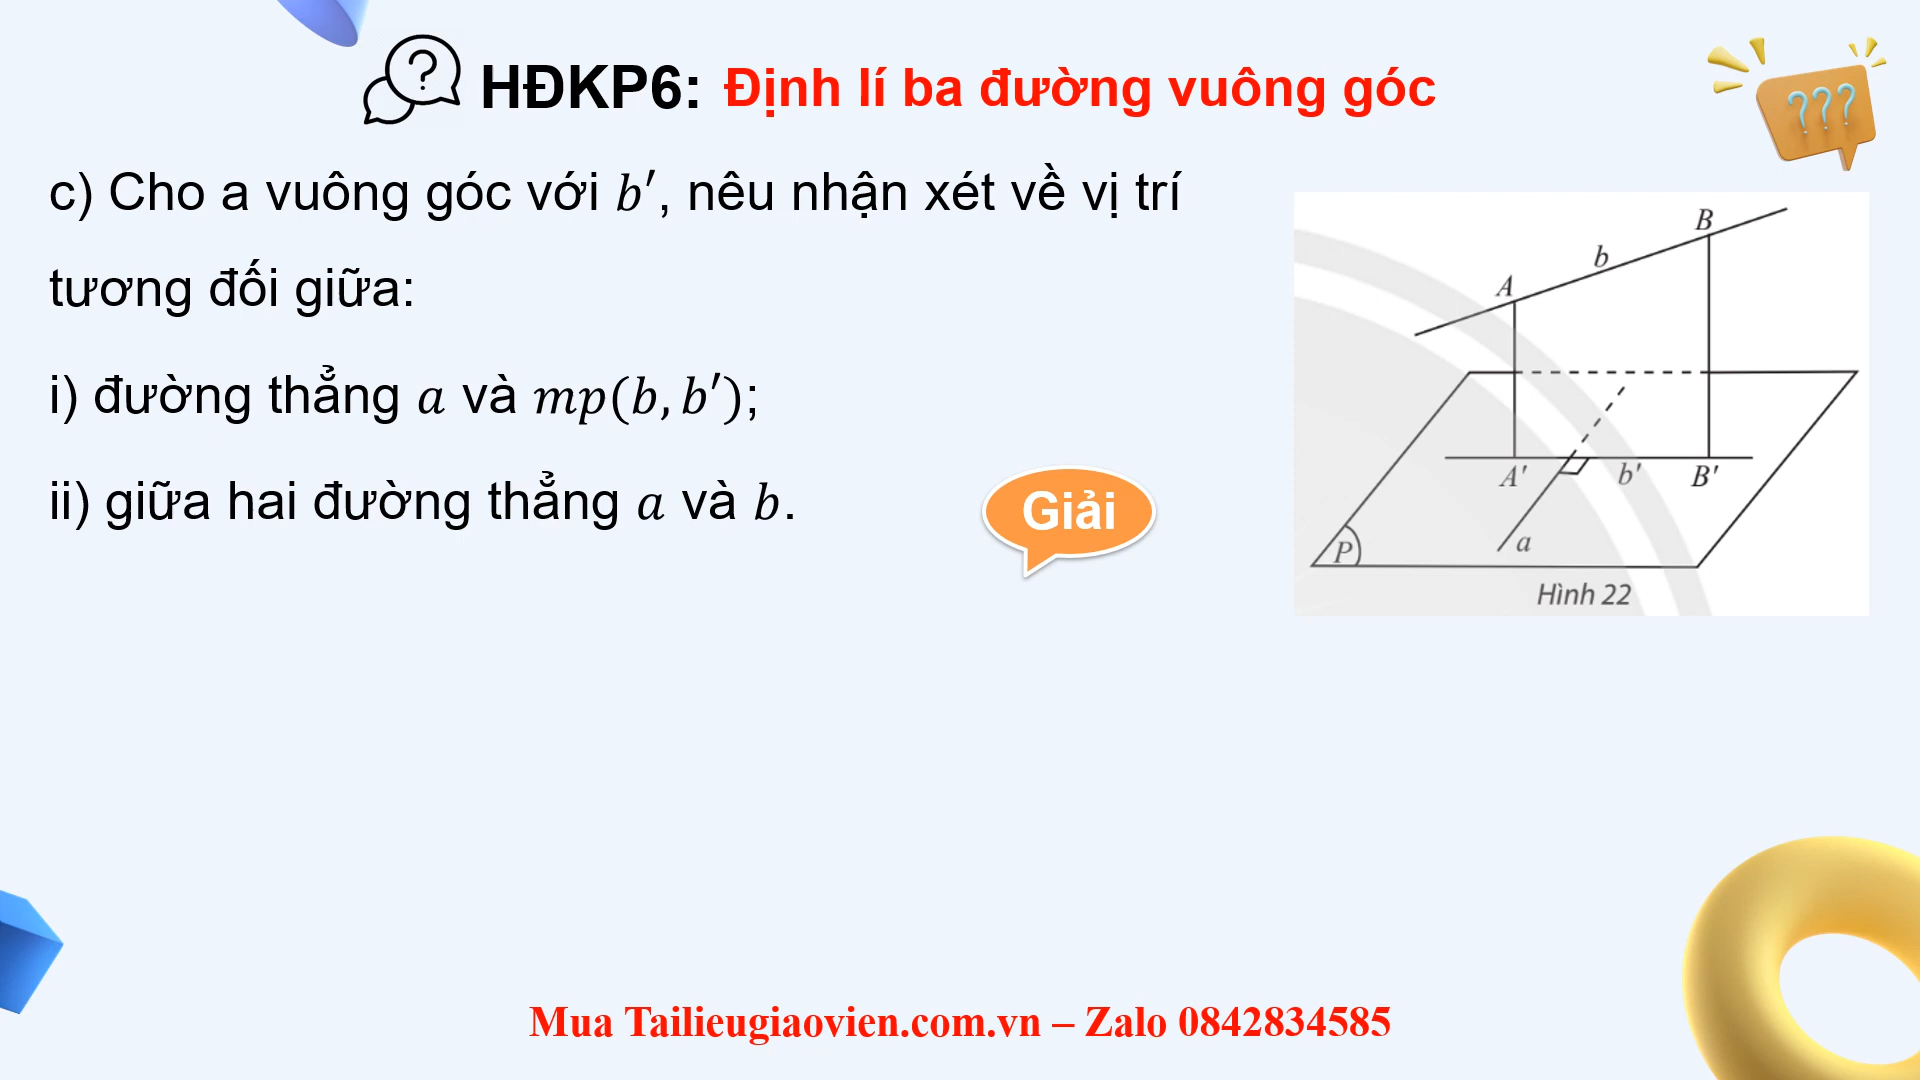 HĐKP6: Định lí ba đường vuông góc
???
c) Cho a vuông góc với b′, nêu nhận xét về vị trí
tương đối giữa:
i) đường thẳng a và mp(b, b′);
ii) giữa hai đường thẳng a và b.
Giải
B
b
A
A'
b'
B'
P
a
Hình 22
Mua Tailieugiaovien.com.vn – Zalo 0842834585